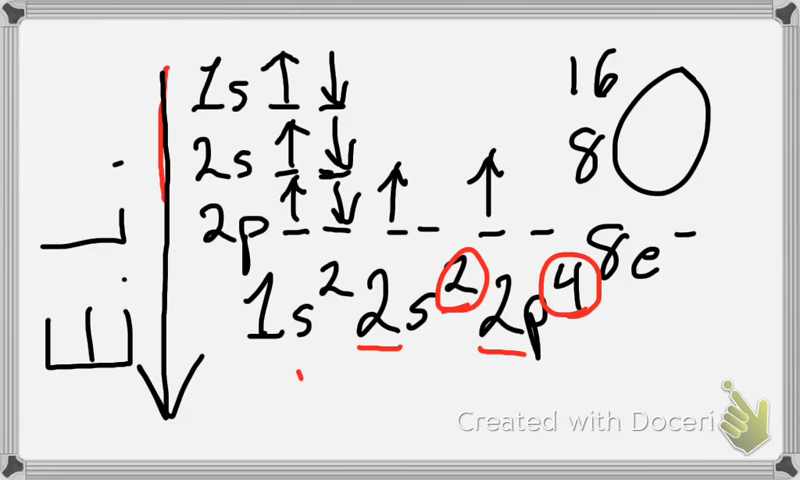 E.L.
1s ↑ ↓
2s ↑ ↓
2p ↑ ↓ ↑ _ ↑ _
16
8 O
8e⁻
1s² 2s² 2p⁴
Created with Doceri